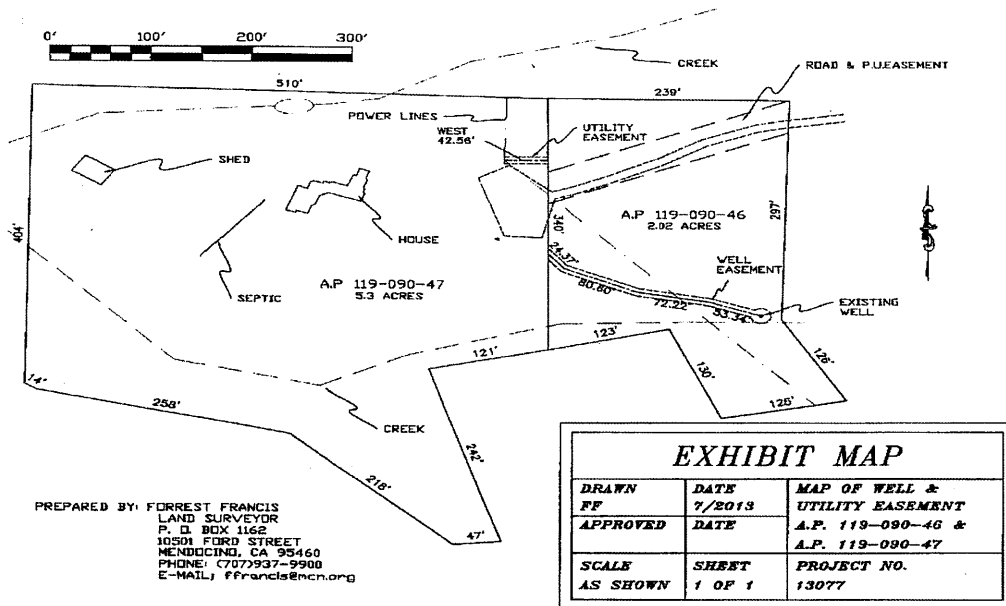 0' 100' 200' 300'
510'
CREEK
ROAD & P.U.EASEMENT
239'
POWER LINES
WEST
42.56'
UTILITY
EASEMENT
SHED
HOUSE
404'
340'
A.P 119-090-46
2.02 ACRES
297'
SEPTIC
A.P 119-090-47
5.3 ACRES
24.37'
80.80'
72.22'
53.34'
WELL
EASEMENT
EXISTING
WELL
121'
123'
130'
126'
125'
14'
258'
CREEK
242'
218'
47'
PREPARED BY: FORREST FRANCIS
LAND SURVEYOR
P. O. BOX 1162
10501 FORD STREET
MENDOCINO, CA 95460
PHONE: (707)937-9900
E-MAIL; ffrancis@mcn.org
EXHIBIT MAP
DRAWN
FF
DATE
7/2013
MAP OF WELL &
UTILITY EASEMENT
A.P. 119-090-46 &
A.P. 119-090-47
APPROVED
DATE
SCALE
AS SHOWN
SHEET
1 OF 1
PROJECT NO.
13077